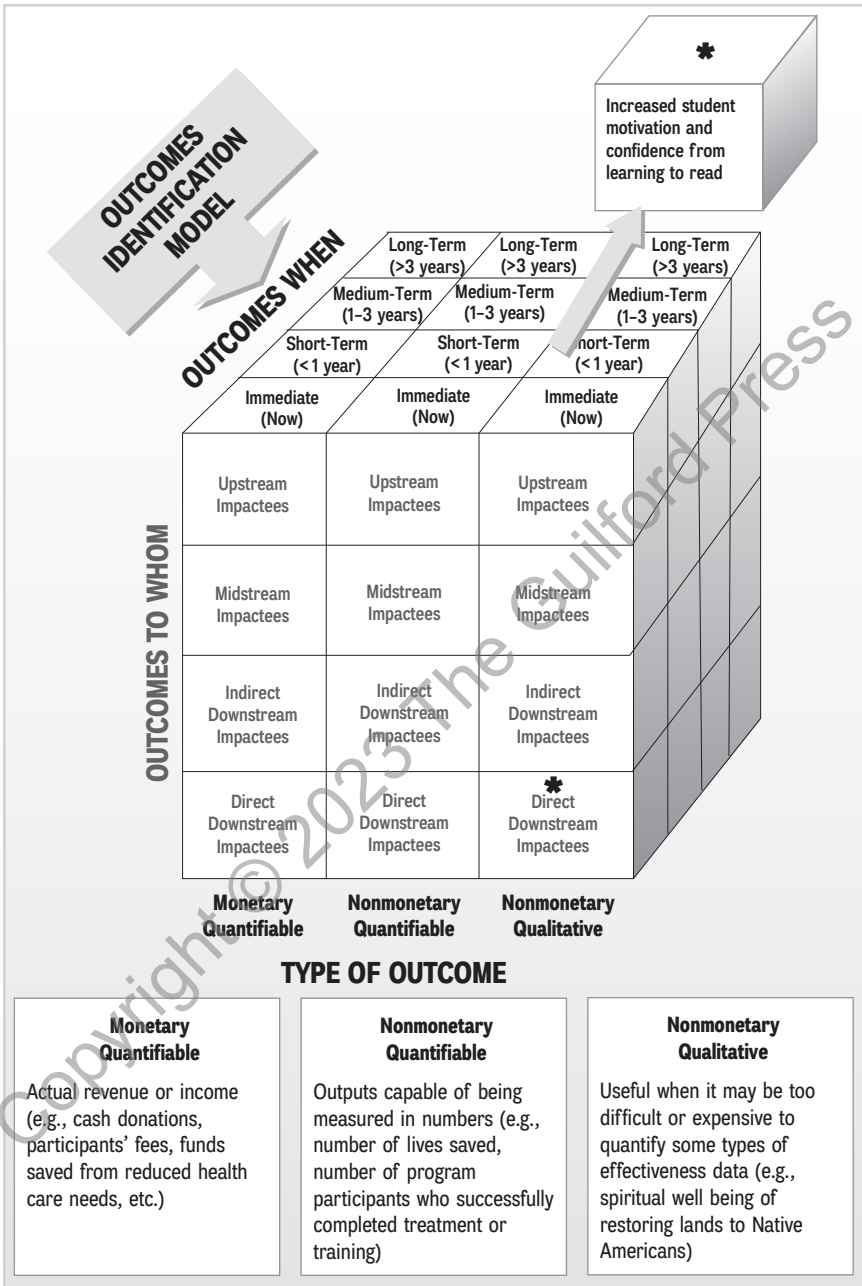 *
Increased student
motivation and
confidence from
learning to read
OUTCOMES
IDENTIFICATION
MODEL
OUTCOMES WHEN
Long-Term
(>3 years)
Long-Term
(>3 years)
Long-Term
(>3 years)
Medium-Term
(1–3 years)
Medium-Term
(1–3 years)
Medium-Term
(1–3 years)
Short-Term
(< 1 year)
Short-Term
(< 1 year)
hort-Term
(< 1 year)
Immediate
(Now)
Immediate
(Now)
Immediate
(Now)
OUTCOMES TO WHOM
Upstream
Impactees
Upstream
Impactees
Upstream
Impactees
Midstream
Impactees
Midstream
Impactees
Midstream
Impactees
Indirect
Downstream
Impactees
Indirect
Downstream
Impactees
Indirect
Downstream
Impactees
Direct
Downstream
Impactees
Direct
Downstream
Impactees
*
Direct
Downstream
Impactees
Monetary
Quantifiable
Nonmonetary
Quantifiable
Nonmonetary
Qualitative
TYPE OF OUTCOME
Monetary
Quantifiable
Actual revenue or income
(e.g., cash donations,
participants' fees, funds
saved from reduced health
care needs, etc.)
Nonmonetary
Quantifiable
Outputs capable of being
measured in numbers (e.g.,
number of lives saved,
number of program
participants who successfully
completed treatment or
training)
Nonmonetary
Qualitative
Useful when it may be too
difficult or expensive to
quantify some types of
effectiveness data (e.g.,
spiritual well being of
restoring lands to Native
Americans)
Copyright © 2023 The Guilford Press